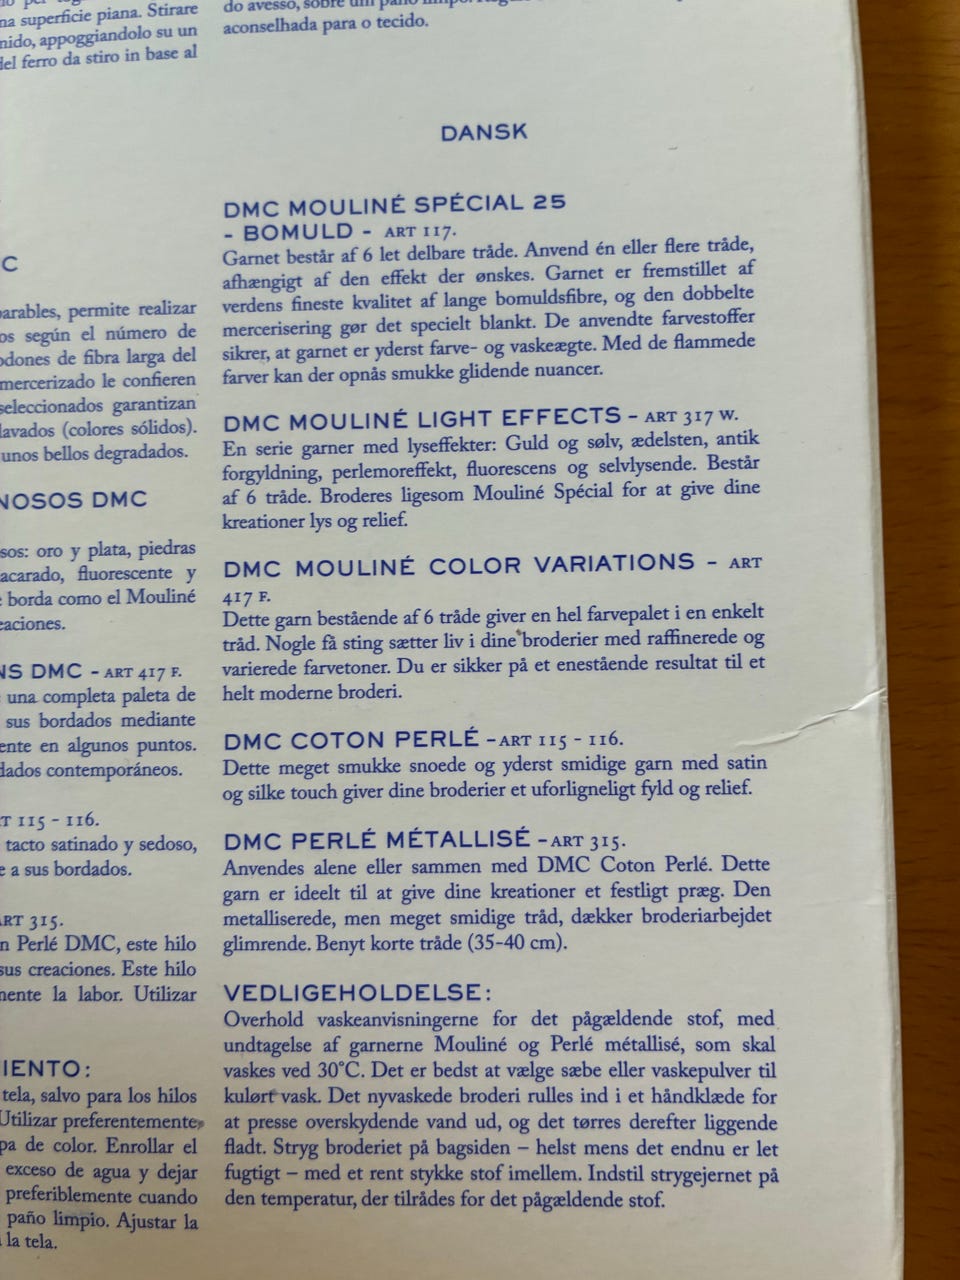 na superficie piana. Stirare
nido, appoggiandolo su un
del ferro da stiro in base al
do avesso, sobre um pano limpo.
aconselhada para o tecido.
C
parables, permite realizar
os según el número de
odones de fibra larga del
mercerizado le confieren
seleccionados garantizan
lavados (colores sólidos).
unos bellos degradados.
NOSOS DMC
sos: oro y plata, piedras
acarado, fluorescente y
e borda como el Mouliné
eaciones.
NS DMC - ART 417 F.
una completa paleta de
sus bordados mediante
ente en algunos puntos.
dados contemporáneos.
T 115 - 116.
tacto satinado y sedoso,
e a sus bordados.
ART 315.
n Perlé DMC, este hilo
sus creaciones. Este hilo
mente la labor. Utilizar
IENTO:
tela, salvo para los hilos
Utilizar preferentemente
pa de color. Enrollar el
exceso de agua y dejar
preferiblemente cuando
paño limpio. Ajustar la
la tela.
DANSK
DMC MOULINÉ SPÉCIAL 25
- BOMULD - ART 117.
Garnet består af 6 let delbare tråde. Anvend én eller flere tråde,
afhængigt af den effekt der ønskes. Garnet er fremstillet af
verdens fineste kvalitet af lange bomuldsfibre, og den dobbelte
mercerisering gør det specielt blankt. De anvendte farvestoffer
sikrer, at garnet er yderst farve- og vaskeægte. Med de flammede
farver kan der opnås smukke glidende nuancer.
DMC MOULINÉ LIGHT EFFECTS - ART 317 W.
En serie garner med lyseffekter: Guld og sølv, ædelsten, antik
forgyldning, perlemoreffekt, fluorescens og selvlysende. Består
af 6 tråde. Broderes ligesom Mouliné Spécial for at give dine
kreationer lys og relief.
DMC MOULINÉ COLOR VARIATIONS - ART
417 F.
Dette garn bestående af 6 tråde giver en hel farvepalet i en enkelt
tråd. Nogle få sting sætter liv i dine broderier med raffinerede og
varierede farvetoner. Du er sikker på et enestående resultat til et
helt moderne broderi.
DMC COTON PERLÉ - ART 115 - 116.
Dette meget smukke snoede og yderst smidige garn med satin
og silke touch giver dine broderier et uforligneligt fyld og relief.
DMC PERLÉ MÉTALLISÉ - ART 315.
Anvendes alene eller sammen med DMC Coton Perlé. Dette
garn er ideelt til at give dine kreationer et festligt præg. Den
metalliserede, men meget smidige tråd, dækker broderiarbejdet
glimrende. Benyt korte tråde (35-40 cm).
VEDLIGEHOLDELSE:
Overhold vaskeanvisningerne for det pågældende stof, med
undtagelse af garnerne Mouliné og Perlé métallisé, som skal
vaskes ved 30°C. Det er bedst at vælge sæbe eller vaskepulver til
kulørt vask. Det nyvaskede broderi rulles ind i et håndklæde for
at presse overskydende vand ud, og det tørres derefter liggende
fladt. Stryg broderiet på bagsiden – helst mens det endnu er let
fugtigt – med et rent stykke stof imellem. Indstil strygejernet på
den temperatur, der tilrådes for det pågældende stof.